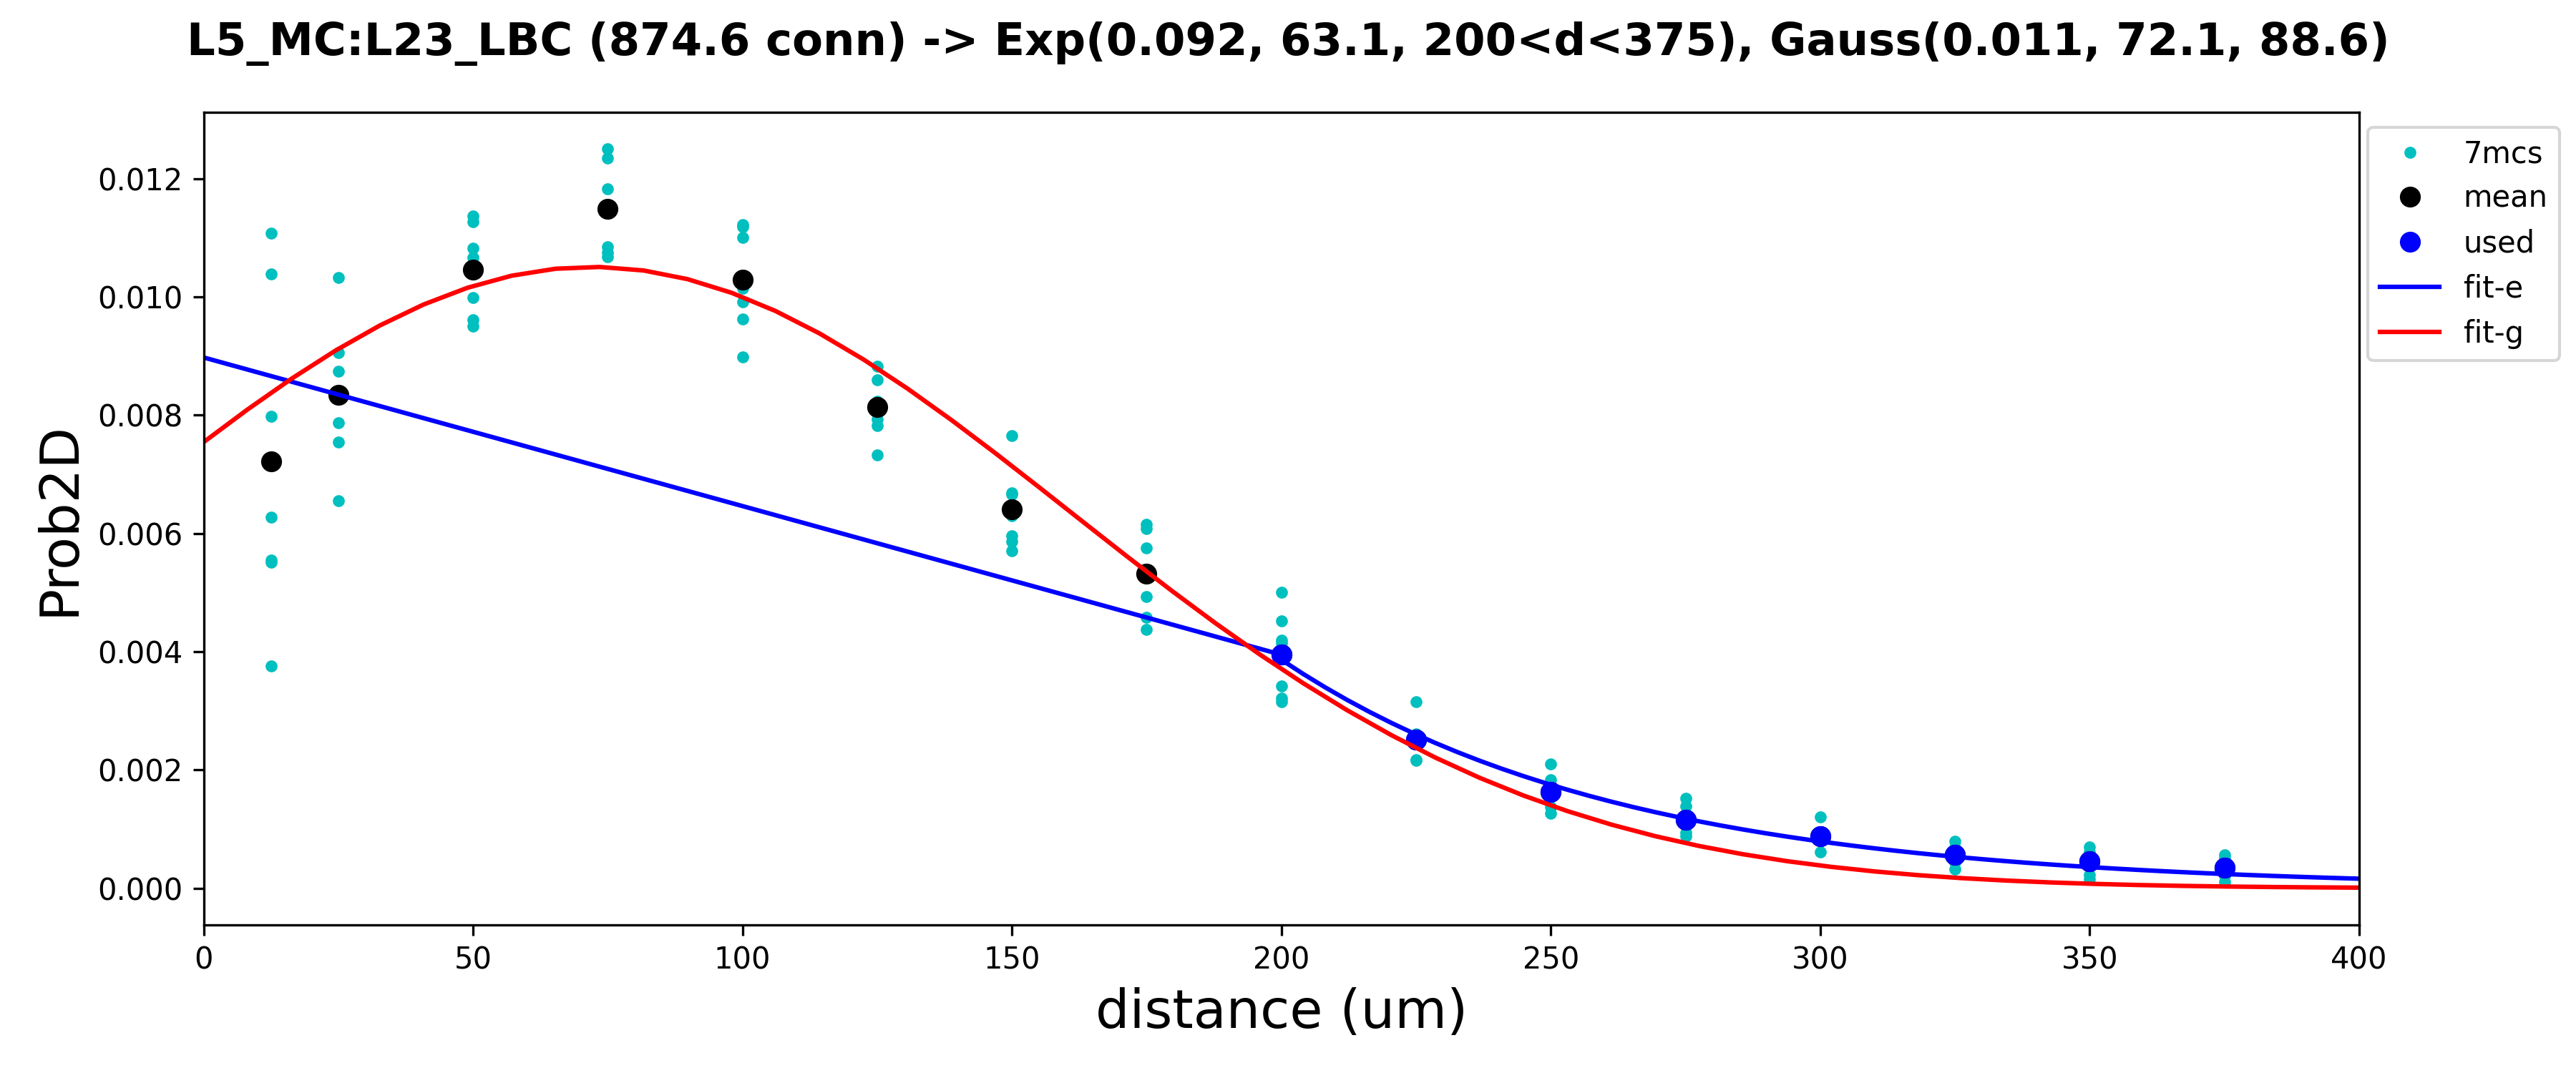 L5_MC:L23_LBC (874.6 conn) -> Exp(0.092, 63.1, 200<d<375), Gauss(0.011, 72.1, 88.6)
7mcs
mean
used
fit-e
fit-g
Prob2D
0.012
0.010
0.008
0.006
0.004
0.002
0.000
0 50 100 150 200 250 300 350 400
distance (um)